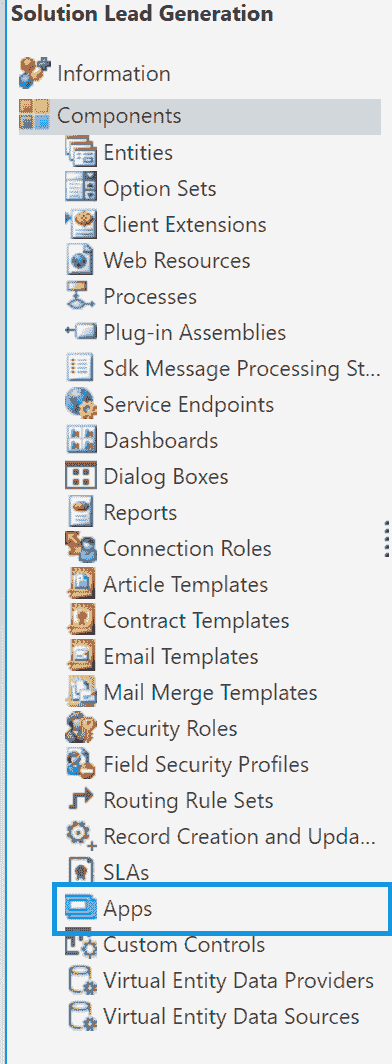 Solution Lead Generation
Information
Components
Entities
Option Sets
Client Extensions
Web Resources
Processes
Plug-in Assemblies
Sdk Message Processing St...
Service Endpoints
Dashboards
Dialog Boxes
Reports
Connection Roles
Article Templates
Contract Templates
Email Templates
Mail Merge Templates
Security Roles
Field Security Profiles
Routing Rule Sets
Record Creation and Upda...
SLAs
Apps
Custom Controls
Virtual Entity Data Providers
Virtual Entity Data Sources